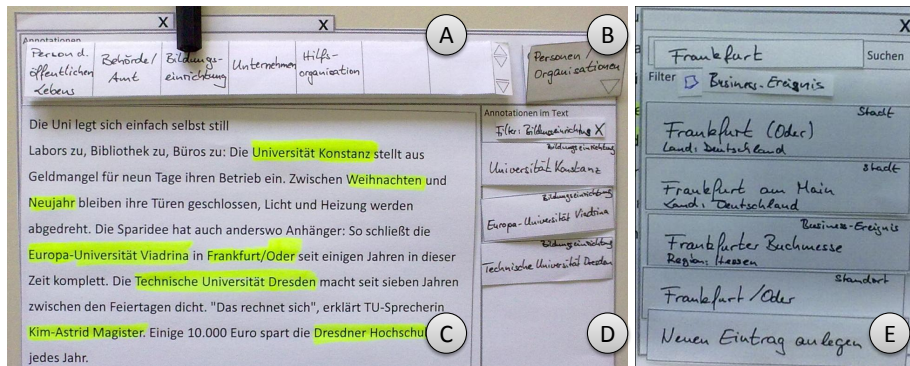 X
X
Annotationen
Person d. öffentlichen Lebens
Behörde/ Amt
Bildungs-einrichtung
Unternehmen
Hilfs-organisation
A
Personen / Organisationen
B
Die Uni legt sich einfach selbst still
Labors zu, Bibliothek zu, Büros zu: Die Universität Konstanz stellt aus
Geldmangel für neun Tage ihren Betrieb ein. Zwischen Weihnachten und
Neujahr bleiben ihre Türen geschlossen, Licht und Heizung werden
abgedreht. Die Sparidee hat auch anderswo Anhänger: So schließt die
Europa-Universität Viadrina in Frankfurt/Oder seit einigen Jahren in dieser
Zeit komplett. Die Technische Universität Dresden macht seit sieben Jahren
zwischen den Feiertagen dicht. "Das rechnet sich", erklärt TU-Sprecherin
Kim-Astrid Magister. Einige 10.000 Euro spart die Dresdner Hochschu
jedes Jahr.
C
Annotationen im Text
Filter: Bildungseinrichtung X
Bildungseinrichtung
Universität Konstanz
Bildungseinrichtung
Europa-Universität Viadrina
Bildungseinrichtung
Technische Universität Dresden
D
X
Frankfurt
Suchen
Filter
Business-Ereignis
Stadt
Frankfurt (Oder)
Land: Deutschland
Stadt
Frankfurt am Main
Land: Deutschland
Business-Ereignis
Frankfurter Buchmesse
Region: Hessen
Standort
Frankfurt/Oder
Neuen Eintrag anlegen
E